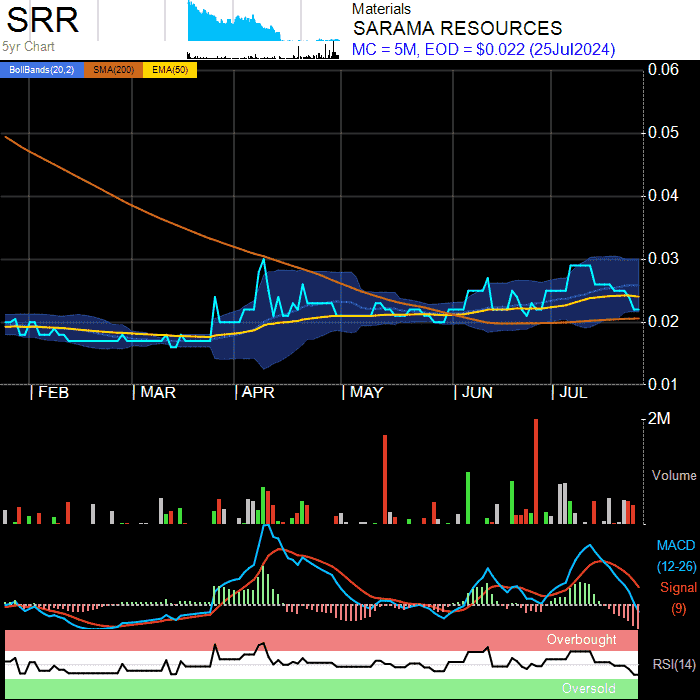 SRR
5yr Chart
Materials
SARAMA RESOURCES
MC = 5M, EOD = $0.022 (25Jul2024)
BollBands(20,2) SMA(200) EMA(50)
0.06
0.05
0.04
0.03
0.02
0.01
FEB MAR APR MAY JUN JUL
2M
Volume
MACD
(12-26)
Signal
(9)
Overbought
RSI(14)
Oversold